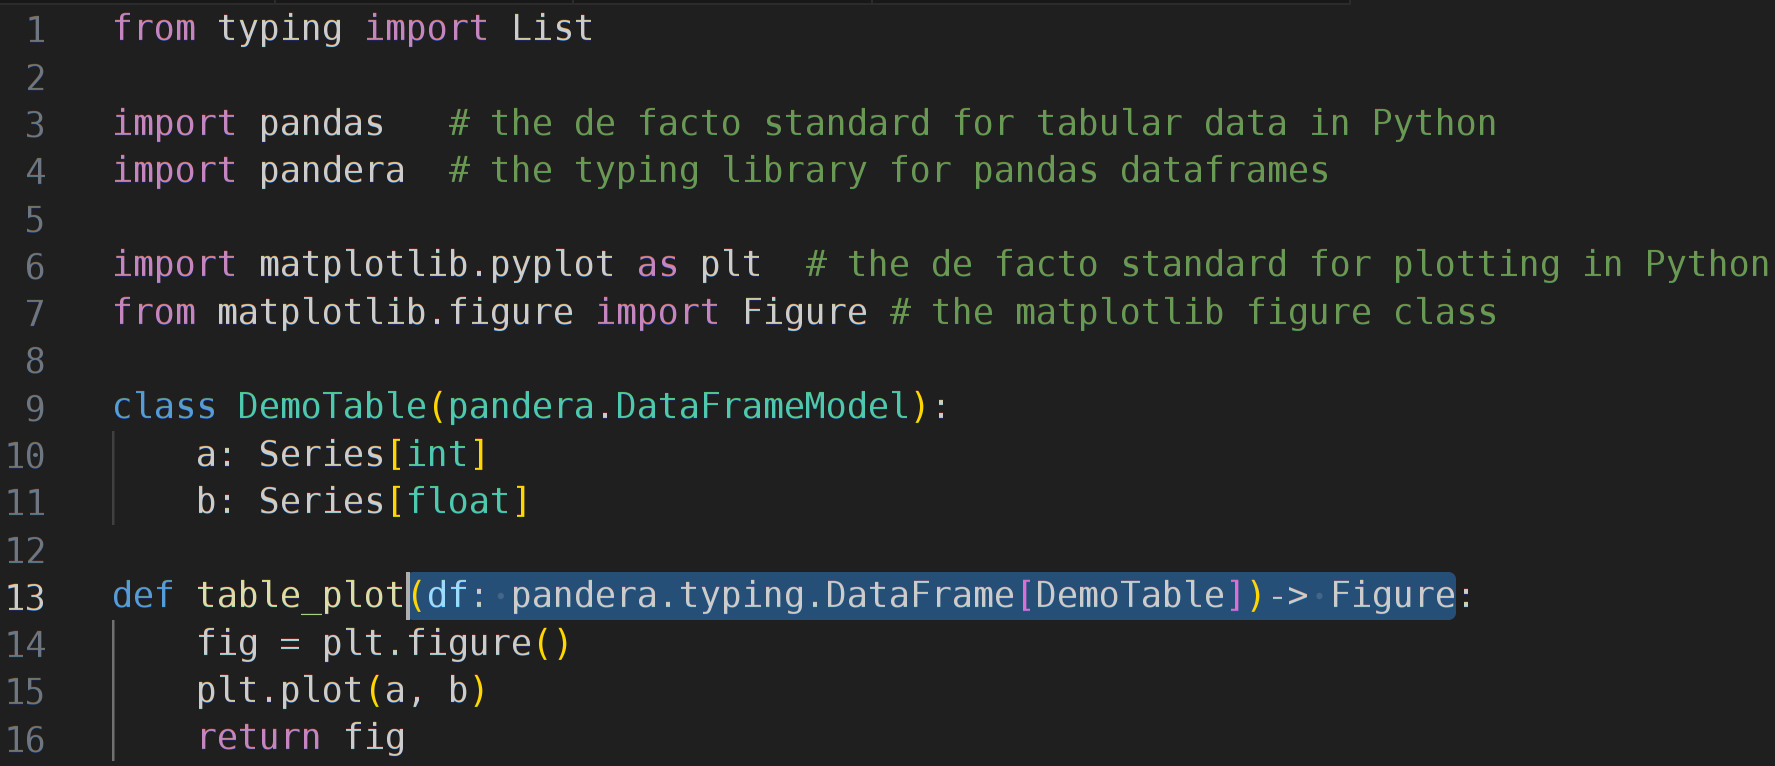 1 from typing import List
2
3 import pandas   # the de facto standard for tabular data in Python
4 import pandera  # the typing library for pandas dataframes
5
6 import matplotlib.pyplot as plt  # the de facto standard for plotting in Python
7 from matplotlib.figure import Figure # the matplotlib figure class
8
9 class DemoTable(pandera.DataFrameModel):
10     a: Series[int]
11     b: Series[float]
12
13 def table_plot(df: pandera.typing.DataFrame[DemoTable])-> Figure:
14     fig = plt.figure()
15     plt.plot(a, b)
16     return fig